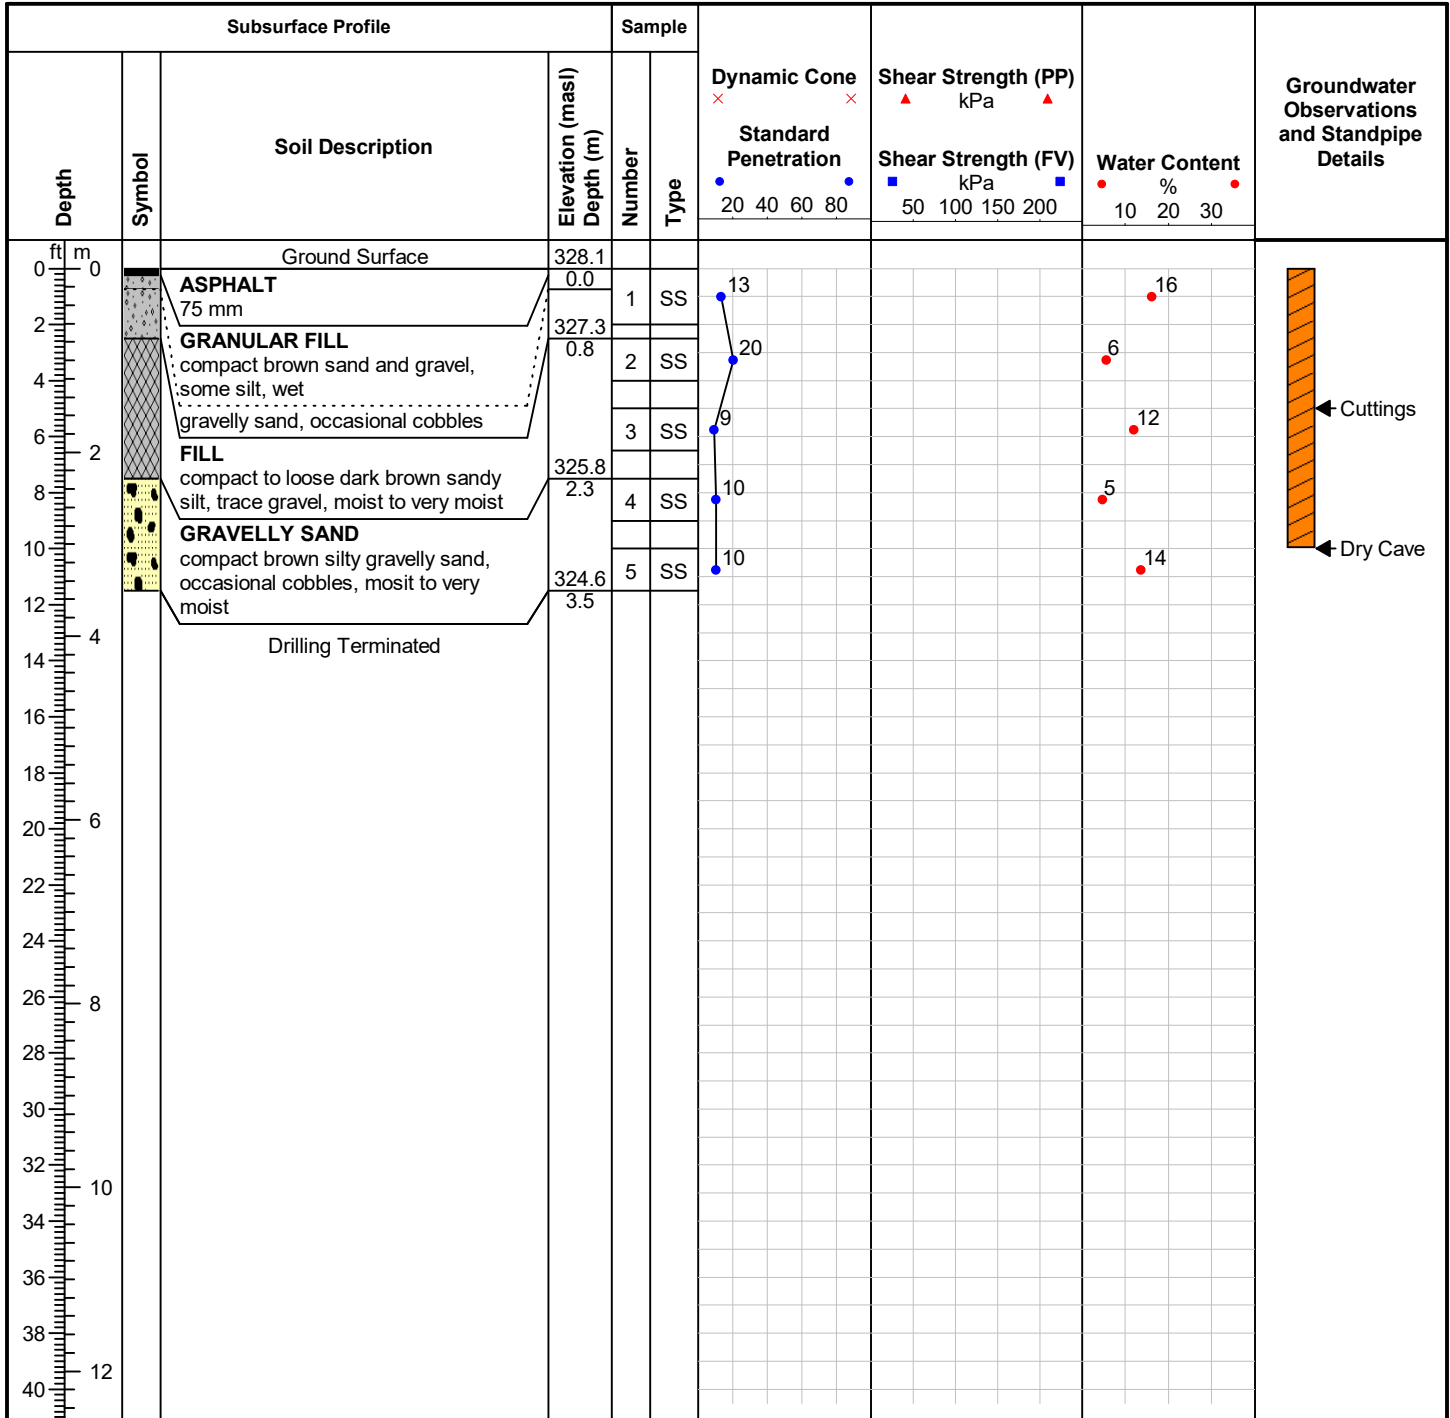 Subsurface Profile
Sample
Depth
Symbol
Soil Description
Elevation (masl)
Depth (m)
Number
Type
Dynamic Cone
Standard
Penetration
20 40 60 80
Shear Strength (PP)
kPa
Shear Strength (FV)
kPa
50 100 150 200
Water Content
%
10 20 30
Groundwater
Observations
and Standpipe
Details
ft m
Ground Surface
328.1
0.0
ASPHALT
75 mm
327.3
0.8
GRANULAR FILL
compact brown sand and gravel,
some silt, wet
gravelly sand, occasional cobbles
FILL
compact to loose dark brown sandy
silt, trace gravel, moist to very moist
325.8
2.3
GRAVELLY SAND
compact brown silty gravelly sand,
occasional cobbles, mosit to very
moist
324.6
3.5
Drilling Terminated
1 SS 13 16
2 SS 20 6
3 SS 9 12
4 SS 10 5
5 SS 10 14
Cuttings
Dry Cave
0
2
4
6
8
10
12
14
16
18
20
22
24
26
28
30
32
34
36
38
40
0
2
4
6
8
10
12